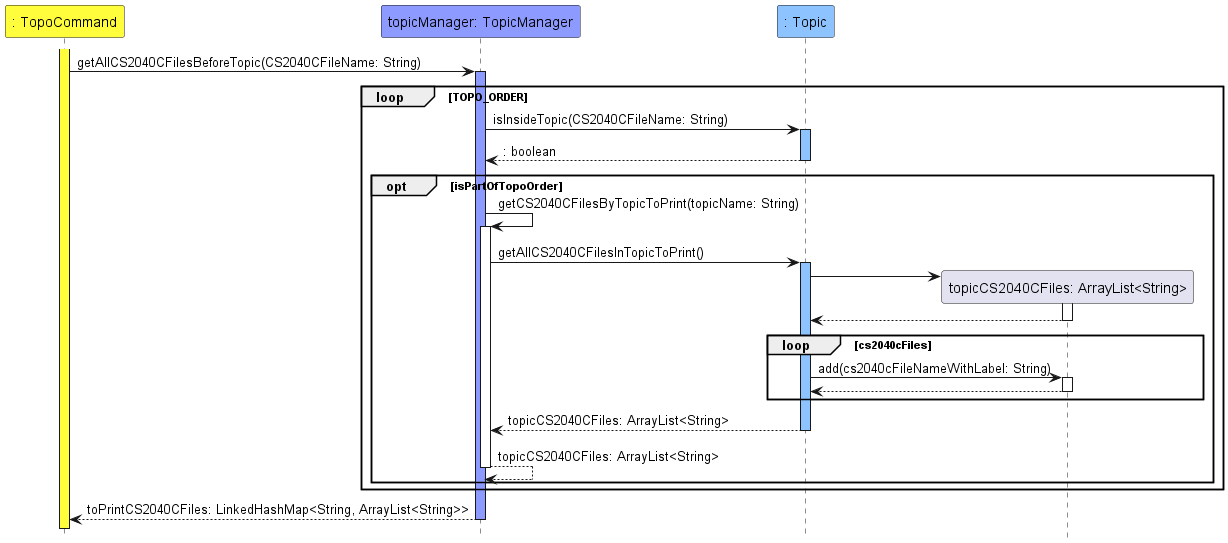 : TopoCommand
topicManager: TopicManager
: Topic
getAllCS2040CFilesBeforeTopic(CS2040CFileName: String)
loop [TOPO_ORDER]
isInsideTopic(CS2040CFileName: String)
: boolean
opt [isPartOfTopoOrder]
getCS2040CFilesByTopicToPrint(topicName: String)
getAllCS2040CFilesInTopicToPrint()
topicCS2040CFiles: ArrayList<String>
loop [cs2040cFiles]
add(cs2040cFileNameWithLabel: String)
topicCS2040CFiles: ArrayList<String>
topicCS2040CFiles: ArrayList<String>
toPrintCS2040CFiles: LinkedHashMap<String, ArrayList<String>>